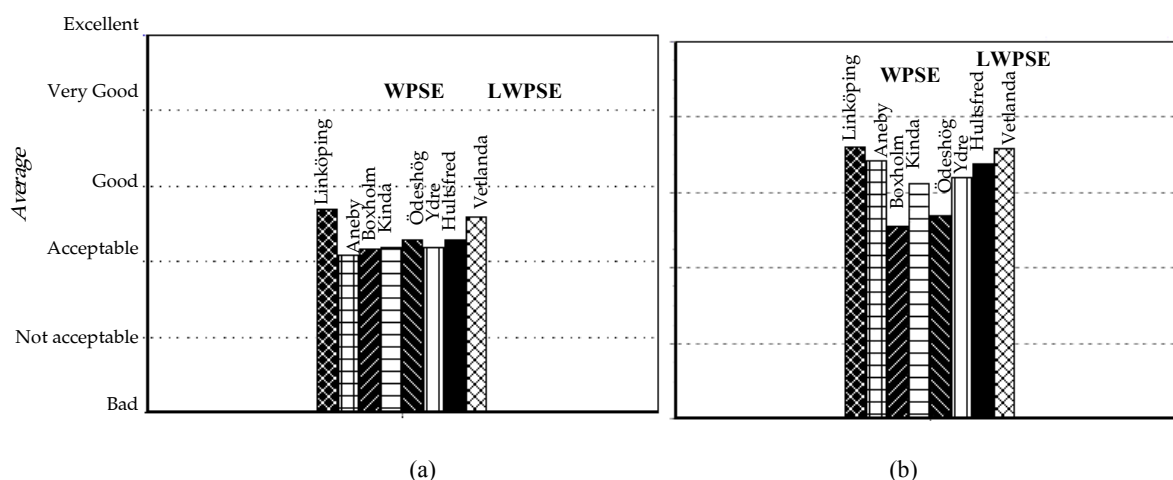 Excellent
Very Good
Good
Acceptable
Not acceptable
Bad
Average
WPSE
LWPSE
Linköping
Aneby
Boxholm
Kinda
Ödeshög
Ydre
Hultsfred
Vetlanda
(a)
WPSE
LWPSE
Linköping
Aneby
Boxholm
Kinda
Ödeshög
Ydre
Hultsfred
Vetlanda
(b)